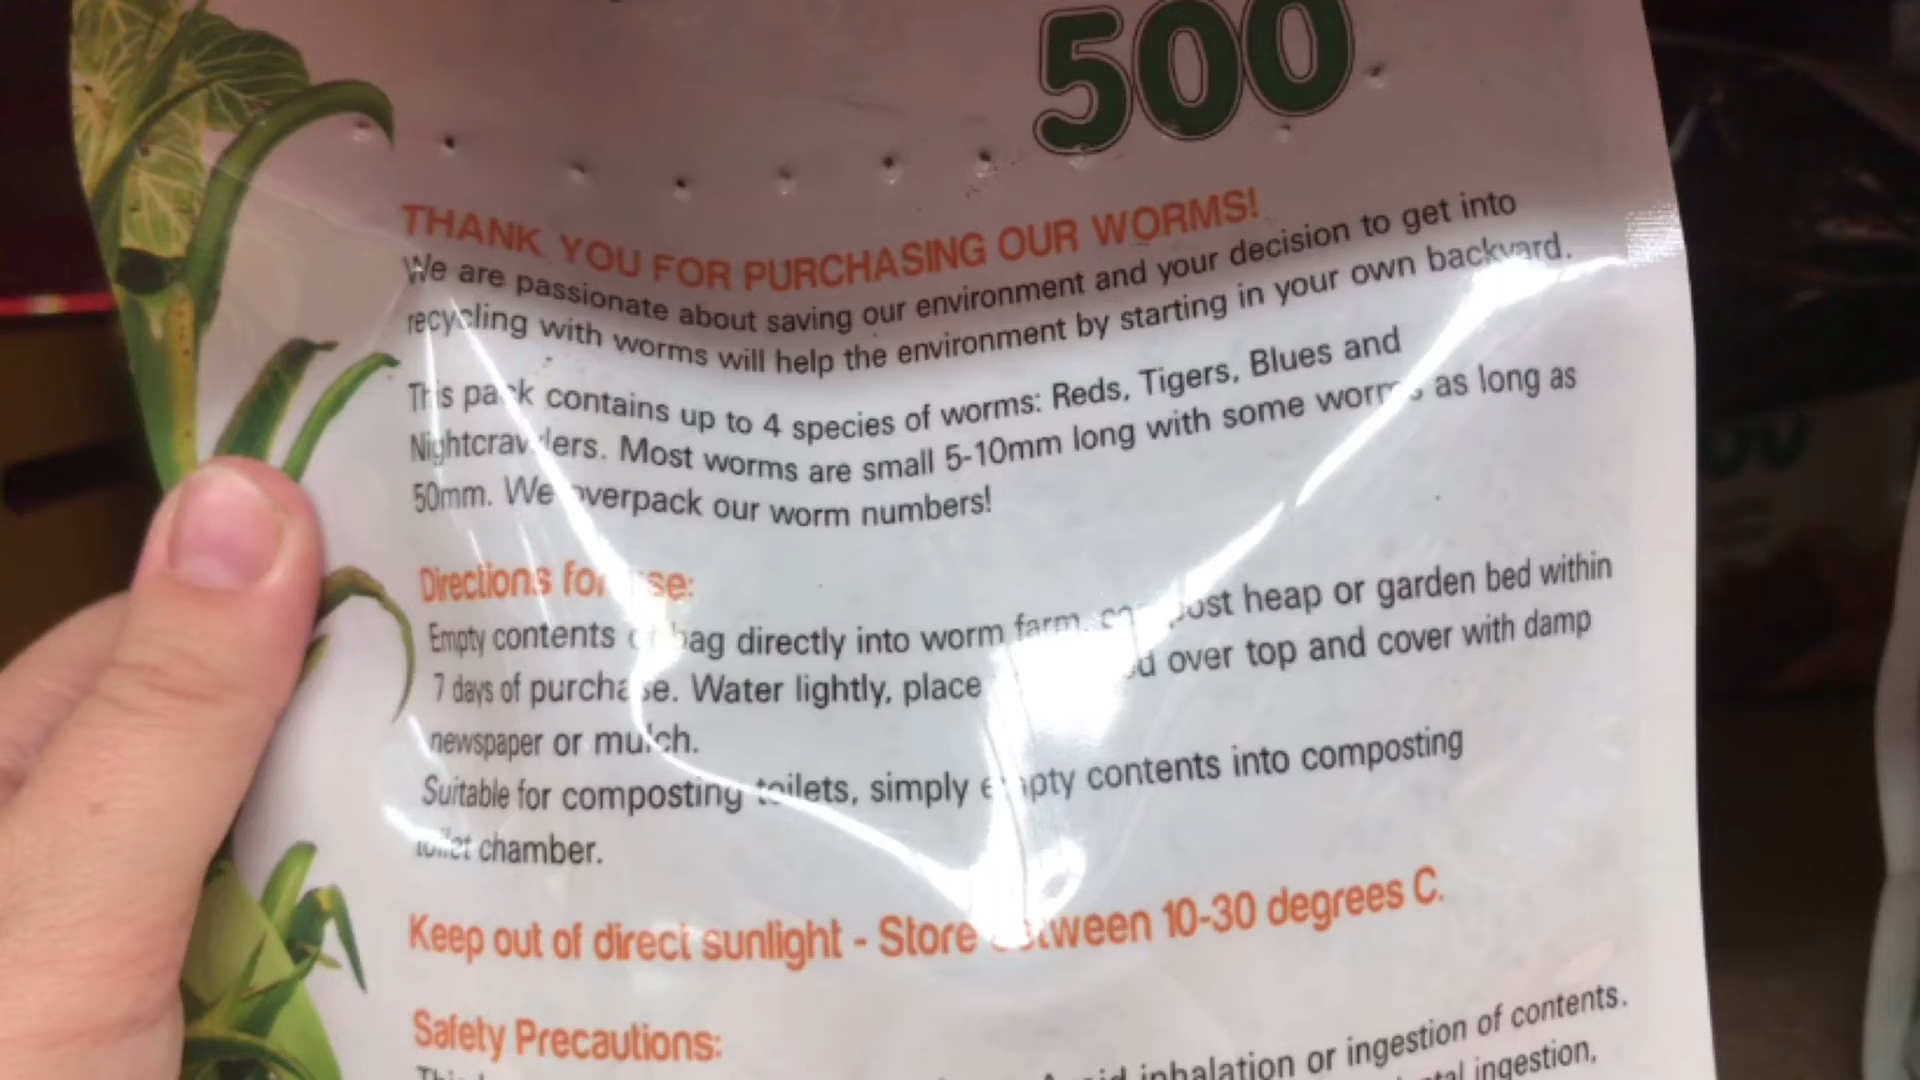 500
THANK YOU FOR PURCHASING OUR WORMS!
We are passionate about saving our environment and your decision to get into
recycling with worms will help the environment by starting in your own backyard.
This pack contains up to 4 species of worms: Reds, Tigers, Blues and
Nightcrawlers. Most worms are small 5-10mm long with some worms as long as
50mm. We overpack our worm numbers!
Directions for use:
Empty contents of bag directly into worm farm, compost heap or garden bed within
7 days of purchase. Water lightly, place over top and cover with damp
newspaper or mulch.
Suitable for composting toilets, simply empty contents into composting
toilet chamber.
Keep out of direct sunlight - Store between 10-30 degrees C.
Safety Precautions:
inhalation or ingestion of contents.
ingestion,